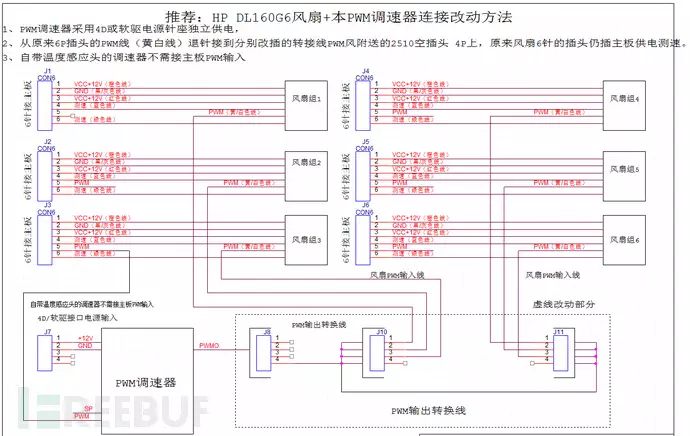 推荐：HP DL160G6风扇+本PWM调速器连接改动方法
1、PWM调速器采用4D或软驱电源针座独立供电，
2、从原来6P插头的PWM线（黄白线）退针接到分别改插的转接线PWM风附送的2510空插头 4P上，原来风扇6针的插头仍插主板供电测速。
3、自带温度感应头的调速器不需接主板PWM输入
J1
CON6
6针接主板
1 VCC+12V（橙色线）
2 GND（黑/灰色线）
3 VCC+12V（橙色线）
4 测速（蓝色线）
5 PWM（黄/白色线）
6 测速（绿色线）
风扇组1
J4
CON6
6针接主板
1 VCC+12V（橙色线）
2 GND（黑/灰色线）
3 VCC+12V（橙色线）
4 测速（蓝色线）
5 PWM（黄/白色线）
6 测速（绿色线）
风扇组4
J2
CON6
6针接主板
1 VCC+12V（橙色线）
2 GND（黑/灰色线）
3 VCC+12V（橙色线）
4 测速（蓝色线）
5 PWM PWM（黄/白色线）
6 测速（绿色线）
风扇组2
J5
CON6
6针接主板
1 VCC+12V（橙色线）
2 GND（黑/灰色线）
3 VCC+12V（橙色线）
4 测速（蓝色线）
5 PWM PWM（黄/白色线）
6 测速（绿色线）
风扇组5
J3
CON6
6针接主板
1 VCC+12V（橙色线）
2 GND（黑/灰色线）
3 VCC+12V（橙色线）
4 测速（蓝色线）
5 PWM PWM（黄/白色线）
6 测速（绿色线）
风扇组3
J6
CON6
6针接主板
1 VCC+12V（橙色线）
2 GND（黑/灰色线）
3 VCC+12V（橙色线）
4 测速（蓝色线）
5 PWM PWM（黄/白色线）
6 测速（绿色线）
风扇组6
风扇PWM输入线
风扇PWM输入线
自带温度感应头的调速器不需接主板PWM输入
4D/软驱接口电源输入
虚线改动部分
PWM输出转换线
J7
1 +12V
2 GND
3
4
PWM调速器
PWMO
SP
PWM
J8
1
2
3
4
J10
1
2
3
4
J11
1
2
3
4
PWM输出转换线
FREEBUF